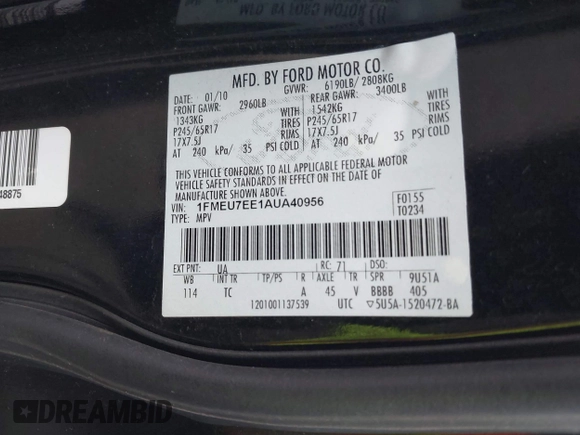 MFD. BY FORD MOTOR CO.
DATE: 01/10 GVWR: 6190LB/ 2808KG
FRONT GAWR: 2960LB REAR GAWR: 3400LB
1343KG WITH 1542KG WITH
P245/65R17 TIRES P245/65R17 TIRES
17X7.5J RIMS 17X7.5J RIMS
AT 240 kPa/ 35 PSI COLD AT 240 kPa/ 35 PSI COLD
THIS VEHICLE CONFORMS TO ALL APPLICABLE FEDERAL MOTOR
VEHICLE SAFETY AND THEFT PREVENTION STANDARDS IN EFFECT ON THE DATE OF
MANUFACTURE SHOWN ABOVE.
VIN: 1FMEU7EE1AUA40956 F0155
TYPE: MPV T0234
EXT PNT: UA RC: 71 DSO:
WB INT TR TP/PS R AXLE TR SPR 9U51A
114 TC A 45 V BBBB 405
1201001137539 UTC ▽5U5A-1520472-BA
48875
DREAMBID